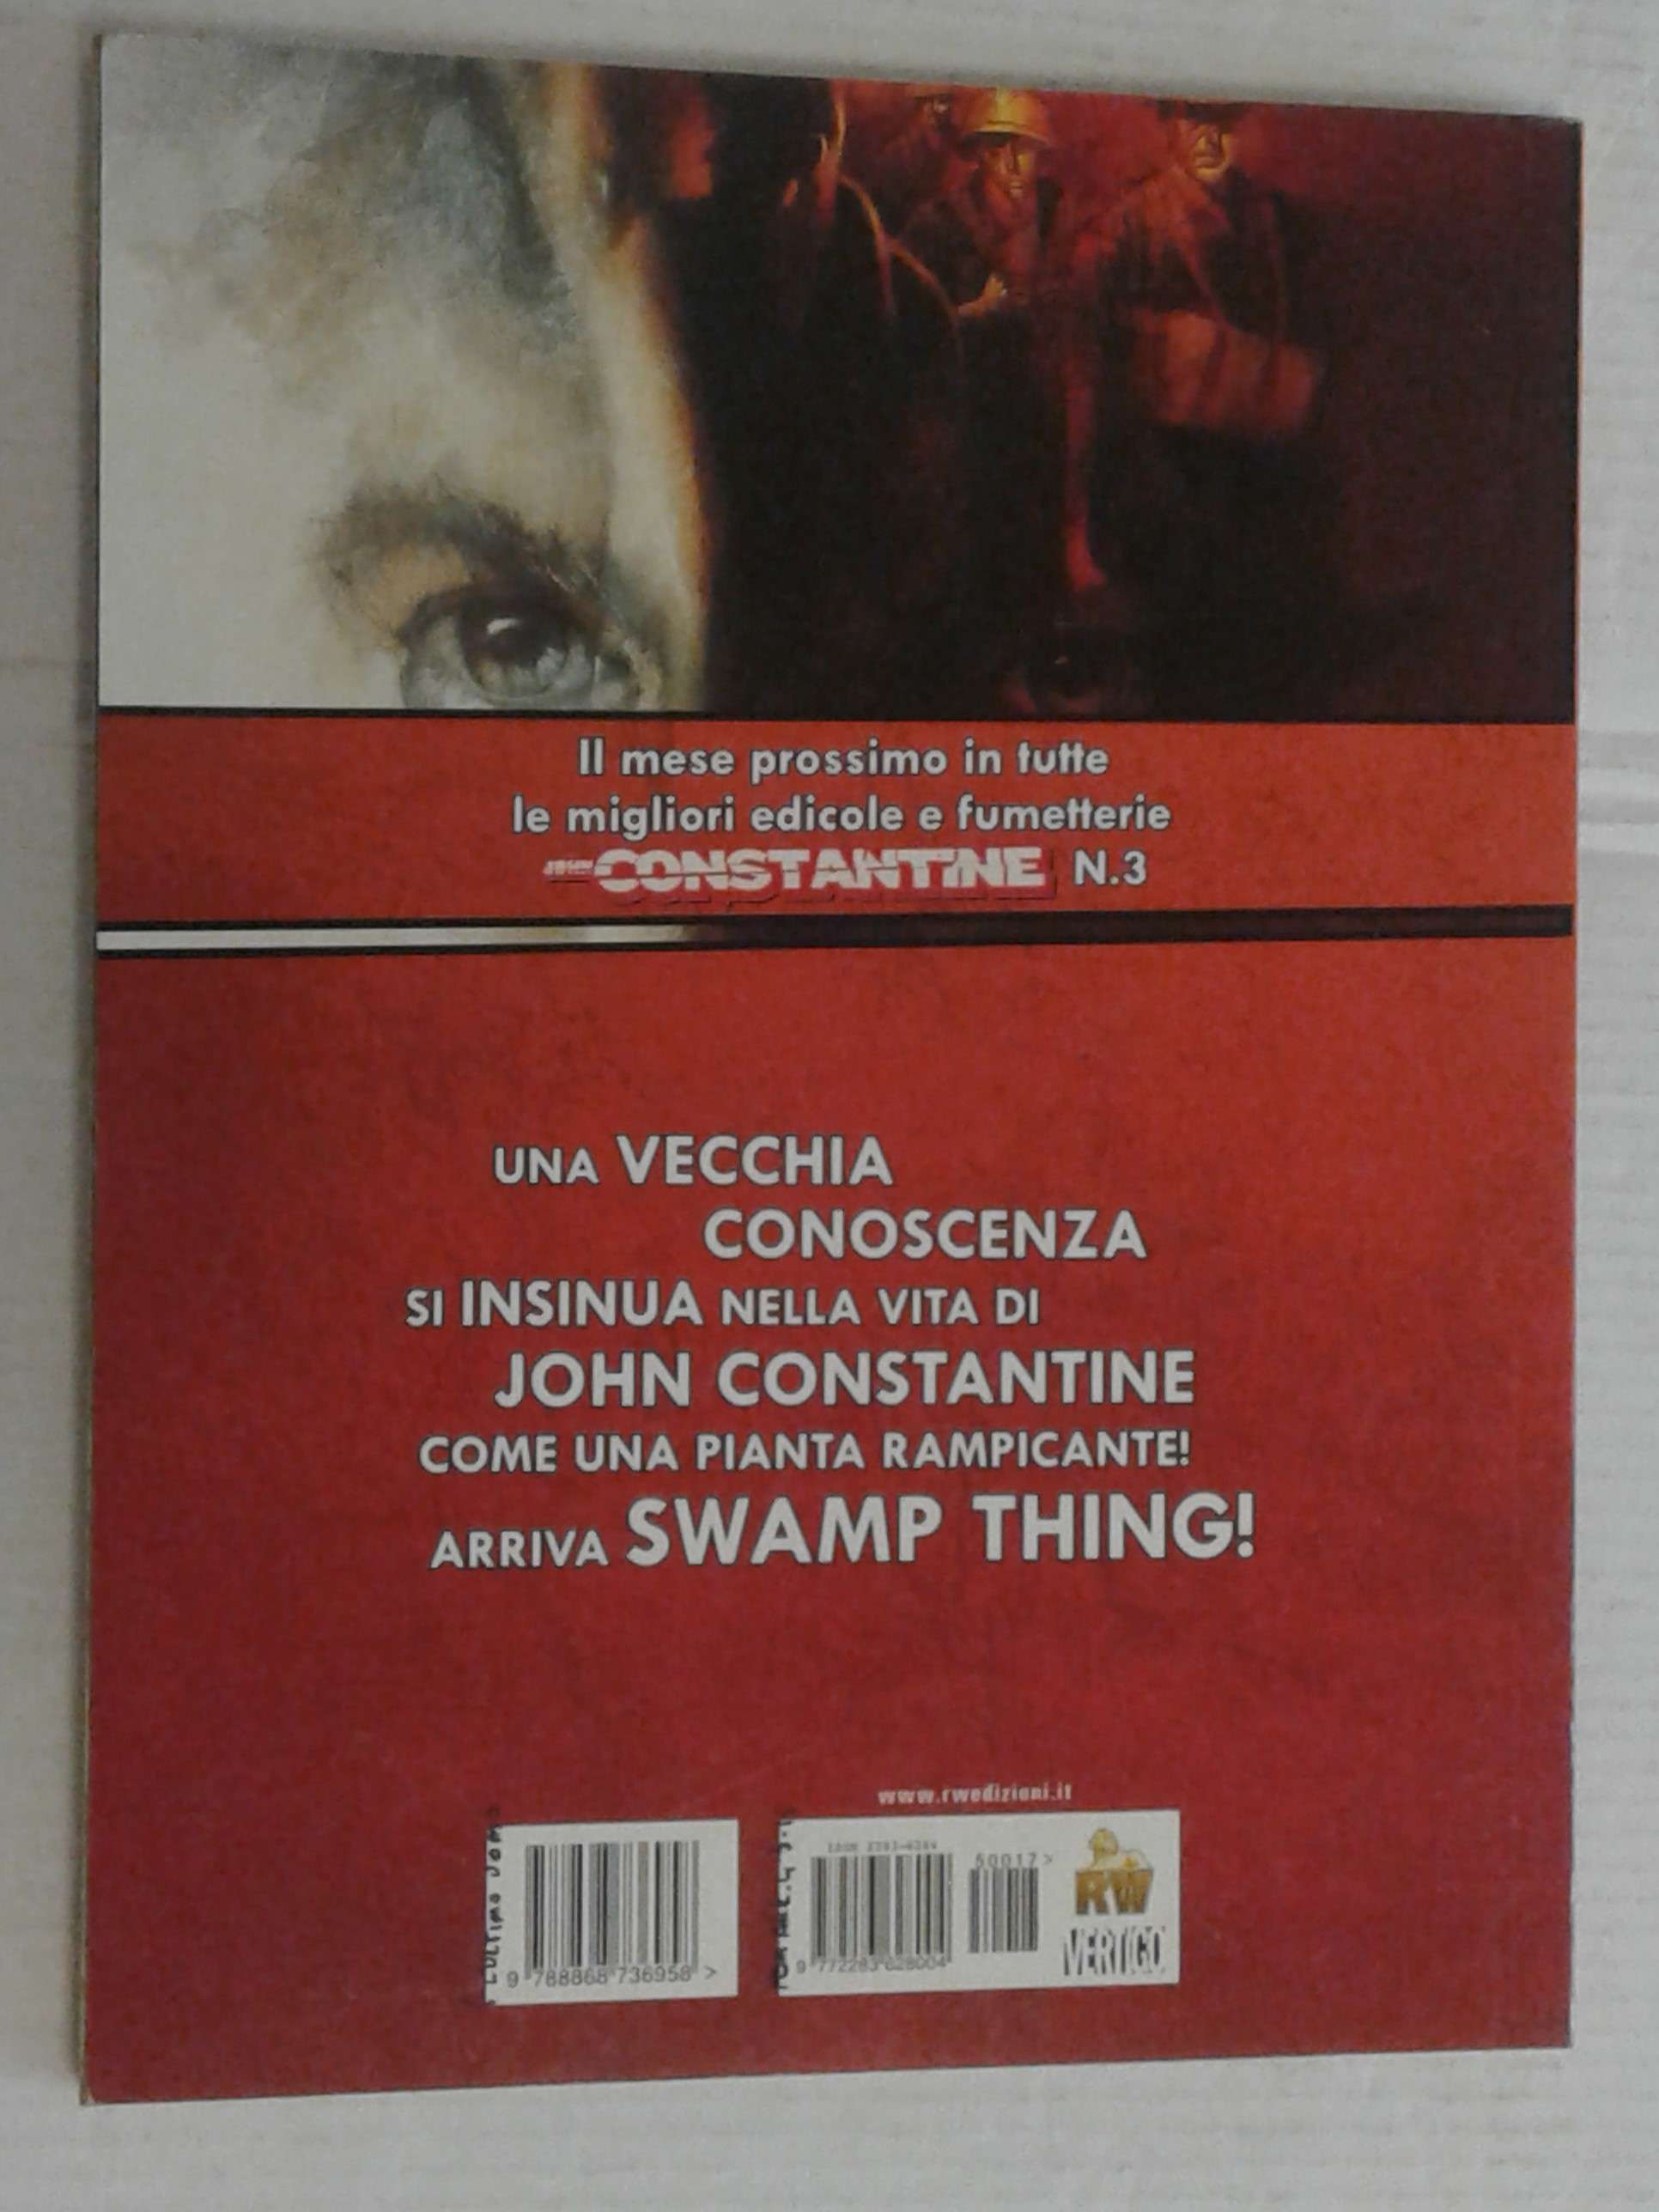 Il mese prossimo in tutte
le migliori edicole e fumetterie
JOHN CONSTANTINE N.3
UNA VECCHIA
CONOSCENZA
SI INSINUA NELLA VITA DI
JOHN CONSTANTINE
COME UNA PIANTA RAMPICANTE!
ARRIVA SWAMP THING!
www.rwedizioni.it
9 788868 736958 >
50017>
9 772283 628004
RW
VERTIGO